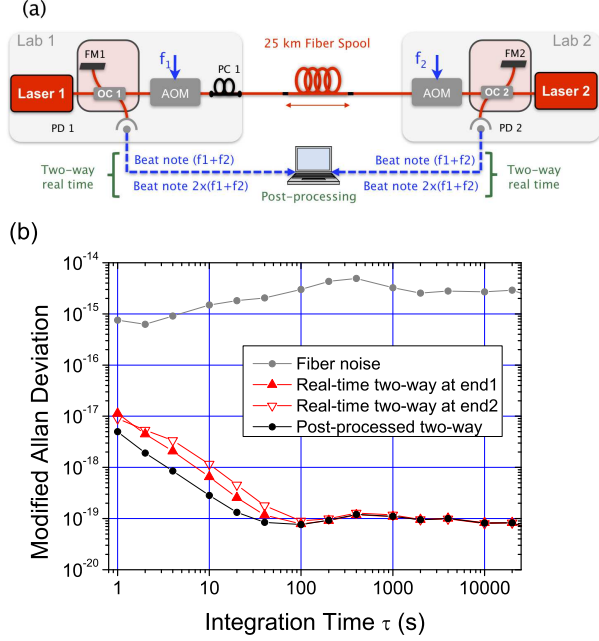 (a)
Lab 1
Lab 2
FM1
f1
PC 1
25 km Fiber Spool
f2
FM2
Laser 1
OC 1
AOM
AOM
OC 2
Laser 2
PD 1
PD 2
Two-way
real time
Beat note (f1+f2)
Beat note 2x(f1+f2)
Post-processing
Beat note (f1+f2)
Beat note 2x(f1+f2)
Two-way
real time
(b)
Modified Allan Deviation
10^-14
10^-15
10^-16
10^-17
10^-18
10^-19
10^-20
Fiber noise
Real-time two-way at end1
Real-time two-way at end2
Post-processed two-way
1 10 100 1000 10000
Integration Time τ (s)